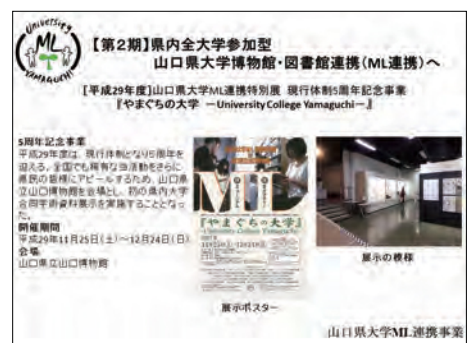 University
ML
YAMAGUCHI
【第2期】県内全大学参加型
山口県大学博物館・図書館連携(ML連携)へ
[平成29年度]山口県大学ML連携特別展 現行体制5周年記念事業
『やまぐちの大学 －University College Yamaguchi－』
5周年記念事業
平成29年度は、現行体制となり5周年を
迎える。全国でも稀有な当活動をさらに
県民の皆様にアピールするため、山口県
立山口博物館を会場とし、初の県内大学
合同学術資料展示を実施することとなっ
た。
開催期間
平成29年11月25日(土)～12月24日(日)
会場
山口県立山口博物館
ML
『やまぐちの大学』
展示ポスター
展示の模様
山口県大学ML連携事業